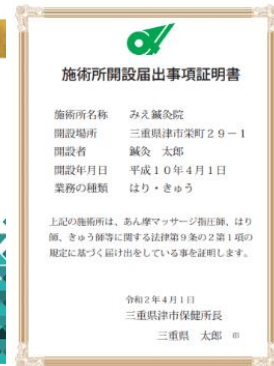 施術所開設届出事項証明書
施術所名称　みえ鍼灸院
開設場所　三重県津市栄町29－1
開設者　鍼灸　太郎
開設年月日　平成10年4月1日
業務の種類　はり・きゅう
上記の施術所は、あん摩マッサージ指圧師、はり
師、きゅう師等に関する法律第9条の2第1項の
規定に基づく届け出をしている事を証明します。
令和2年4月1日
三重県津市保健所長
三重県　太郎　㊞